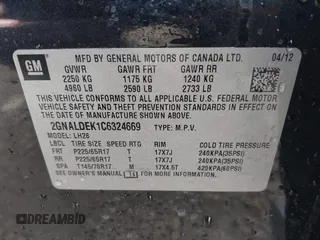 GM
MFD BY GENERAL MOTORS OF CANADA LTD.
04/12
GVWR GAWR FRT GAWR RR
2250 KG 1175 KG 1240 KG
4960 LB 2590 LB 2733 LB
THIS VEHICLE CONFORMS TO ALL APPLICABLE U.S. FEDERAL MOTOR
VEHICLE SAFETY AND THEFT PREVENTION STANDARDS IN
EFFECT ON THE DATE OF MANUFACTURE SHOWN ABOVE.
2GNALDEK1C6324669 TYPE: M.P.V.
MODEL: LH26
LBCL TIRE SIZE SPEED RTG RIM COLD TIRE PRESSURE
FRT P225/65R17 T 17X7J 240KPA(35PSI)
RR P225/65R17 T 17X7J 240KPA(35PSI)
SPA T145/70R17 M 17X4.5T 420KPA(60PSI)
SEE OWNER'S MANUAL FOR ADDITIONAL INFORMATION
DREAMBID